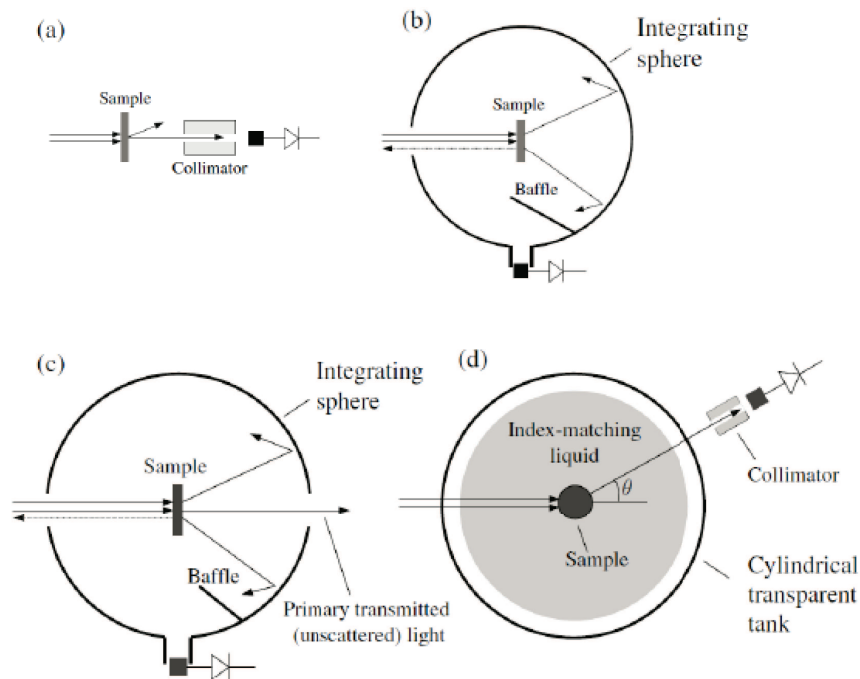 (a)
Sample
Collimator
(b)
Integrating
sphere
Sample
Baffle
(c)
Integrating
sphere
Sample
Baffle
Primary transmitted
(unscattered) light
(d)
Index-matching
liquid
θ
Collimator
Sample
Cylindrical
transparent
tank